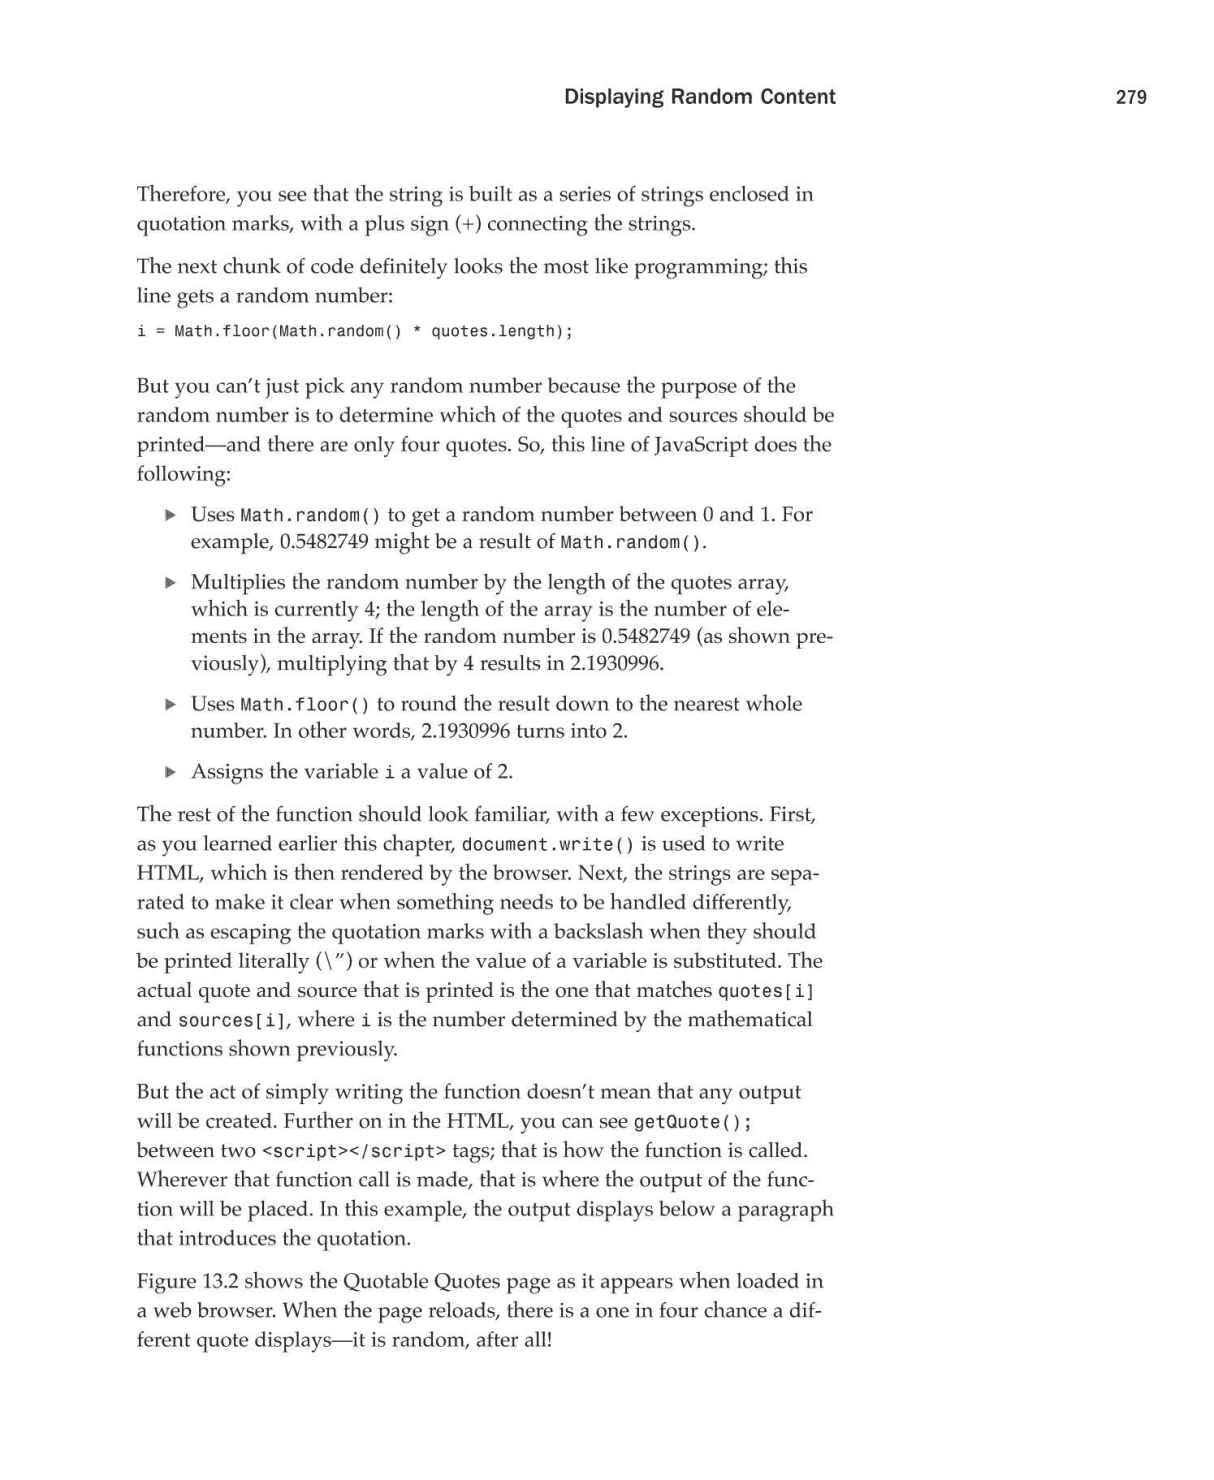 Displaying Random Content 279
Therefore, you see that the string is built as a series of strings enclosed in
quotation marks, with a plus sign (+) connecting the strings.
The next chunk of code definitely looks the most like programming; this
line gets a random number:
i = Math.floor(Math.random() * quotes.length);
But you can't just pick any random number because the purpose of the
random number is to determine which of the quotes and sources should be
printed—and there are only four quotes. So, this line of JavaScript does the
following:
▶ Uses Math.random() to get a random number between 0 and 1. For
example, 0.5482749 might be a result of Math.random().
▶ Multiplies the random number by the length of the quotes array,
which is currently 4; the length of the array is the number of ele-
ments in the array. If the random number is 0.5482749 (as shown pre-
viously), multiplying that by 4 results in 2.1930996.
▶ Uses Math.floor() to round the result down to the nearest whole
number. In other words, 2.1930996 turns into 2.
▶ Assigns the variable i a value of 2.
The rest of the function should look familiar, with a few exceptions. First,
as you learned earlier this chapter, document.write() is used to write
HTML, which is then rendered by the browser. Next, the strings are sepa-
rated to make it clear when something needs to be handled differently,
such as escaping the quotation marks with a backslash when they should
be printed literally (\") or when the value of a variable is substituted. The
actual quote and source that is printed is the one that matches quotes[i]
and sources[i], where i is the number determined by the mathematical
functions shown previously.
But the act of simply writing the function doesn't mean that any output
will be created. Further on in the HTML, you can see getQuote();
between two <script></script> tags; that is how the function is called.
Wherever that function call is made, that is where the output of the func-
tion will be placed. In this example, the output displays below a paragraph
that introduces the quotation.
Figure 13.2 shows the Quotable Quotes page as it appears when loaded in
a web browser. When the page reloads, there is a one in four chance a dif-
ferent quote displays—it is random, after all!